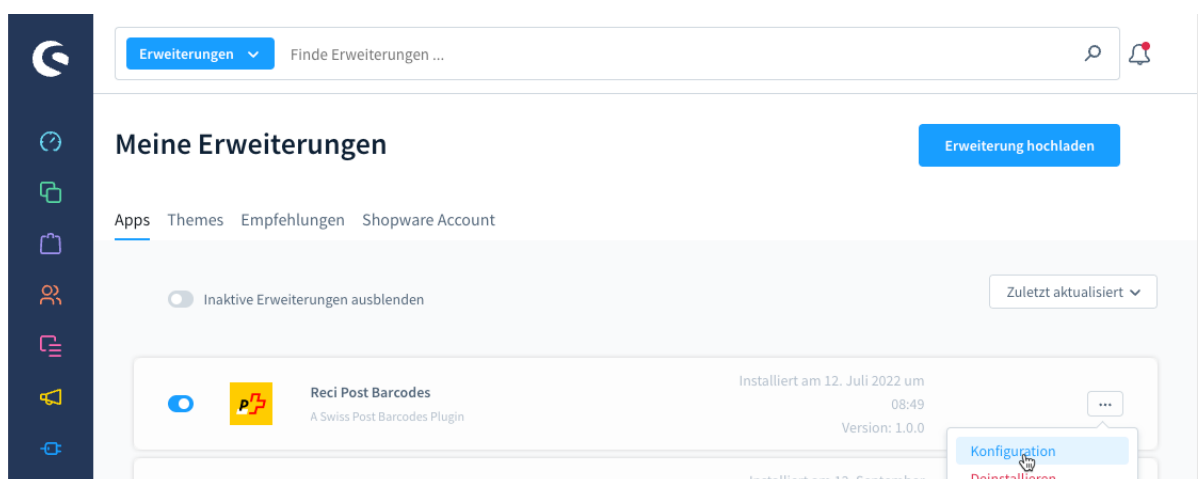 Erweiterungen
Finde Erweiterungen ...
Meine Erweiterungen
Erweiterung hochladen
Apps Themes Empfehlungen Shopware Account
Inaktive Erweiterungen ausblenden
Zuletzt aktualisiert
Reci Post Barcodes
A Swiss Post Barcodes Plugin
Installiert am 12. Juli 2022 um
08:49
Version: 1.0.0
...
Konfiguration
Deinstallieren